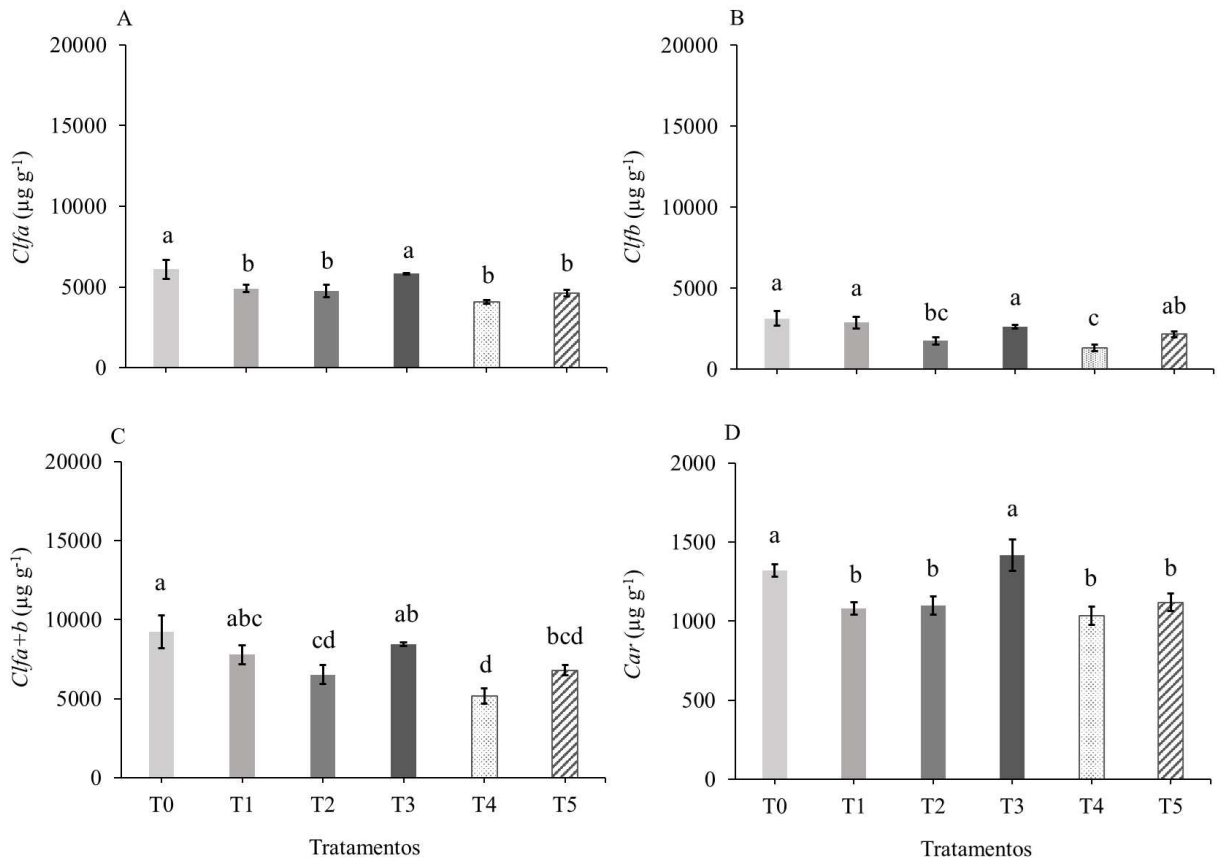 A
20000
15000
10000
5000
0
Clfa (µg g⁻¹)
a b b a b b
B
20000
15000
10000
5000
0
Clfb (µg g⁻¹)
a a bc a c ab
C
20000
15000
10000
5000
0
Clfa+b (µg g⁻¹)
a abc cd ab d bcd
T0 T1 T2 T3 T4 T5
Tratamentos
D
2000
1500
1000
500
0
Car (µg g⁻¹)
a b b a b b
T0 T1 T2 T3 T4 T5
Tratamentos